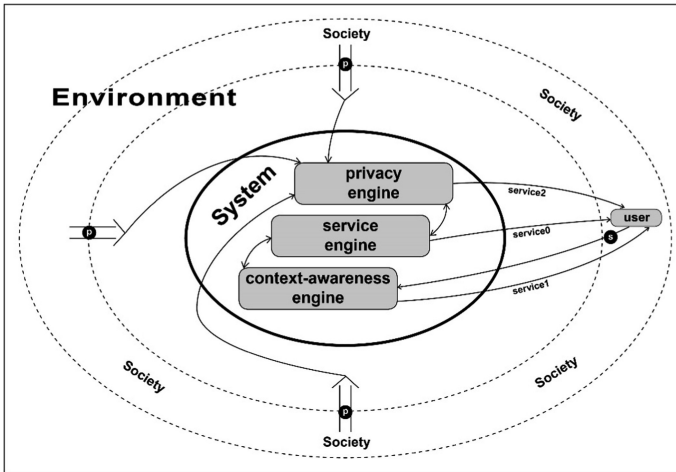 Society
p
Environment
Society
System
privacy
engine
service2
user
service
engine
service0
p
s
context-awareness
engine
service1
Society
Society
p
Society